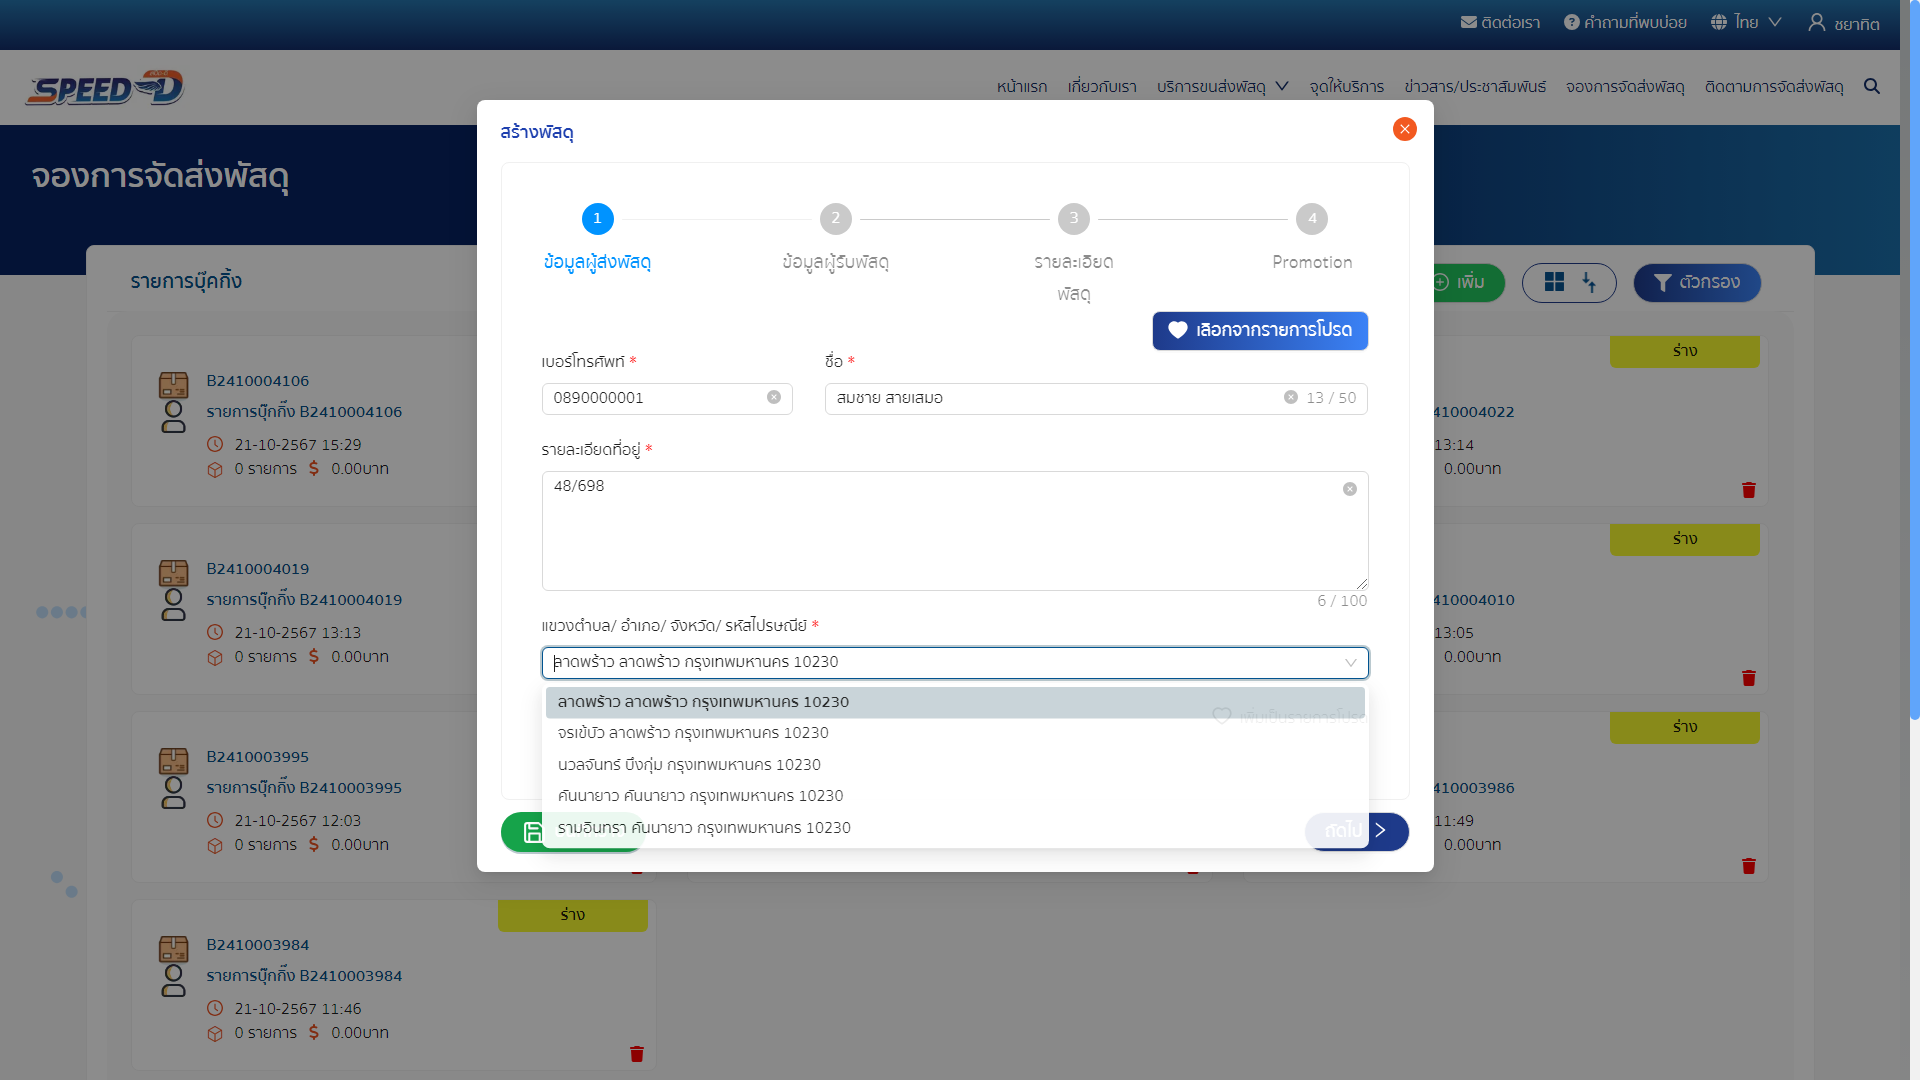 ติดต่อเรา คำถามที่พบบ่อย ไทย ชยาทิต
SPEED-D
หน้าแรก เกี่ยวกับเรา บริการขนส่งพัสดุ จุดให้บริการ ข่าวสาร/ประชาสัมพันธ์ จองการจัดส่งพัสดุ ติดตามการจัดส่งพัสดุ
จองการจัดส่งพัสดุ
รายการบุ๊คกิ้ง
เพิ่ม
ตัวกรอง
สร้างพัสดุ
1 2 3 4
ข้อมูลผู้ส่งพัสดุ ข้อมูลผู้รับพัสดุ รายละเอียด Promotion
พัสดุ
เลือกจากรายการโปรด
เบอร์โทรศัพท์ * ชื่อ *
0890000001 สมชาย สายเสมอ 13 / 50
รายละเอียดที่อยู่ *
48/698
6 / 100
แขวงตำบล/ อำเภอ/ จังหวัด/ รหัสไปรษณีย์ *
ลาดพร้าว ลาดพร้าว กรุงเทพมหานคร 10230
ลาดพร้าว ลาดพร้าว กรุงเทพมหานคร 10230
เพิ่มเป็นรายการโปรด
จรเข้บัว ลาดพร้าว กรุงเทพมหานคร 10230
นวลจันทร์ บึงกุ่ม กรุงเทพมหานคร 10230
คันนายาว คันนายาว กรุงเทพมหานคร 10230
รามอินทรา คันนายาว กรุงเทพมหานคร 10230
ถัดไป
B2410004106
รายการบุ๊กกิ้ง B2410004106
21-10-2567 15:29
0 รายการ $ 0.00บาท
ร่าง
410004022
13:14
0.00บาท
B2410004019
รายการบุ๊กกิ้ง B2410004019
21-10-2567 13:13
0 รายการ $ 0.00บาท
ร่าง
410004010
13:05
0.00บาท
B2410003995
รายการบุ๊กกิ้ง B2410003995
21-10-2567 12:03
0 รายการ $ 0.00บาท
ร่าง
410003986
11:49
0.00บาท
ร่าง
B2410003984
รายการบุ๊กกิ้ง B2410003984
21-10-2567 11:46
0 รายการ $ 0.00บาท